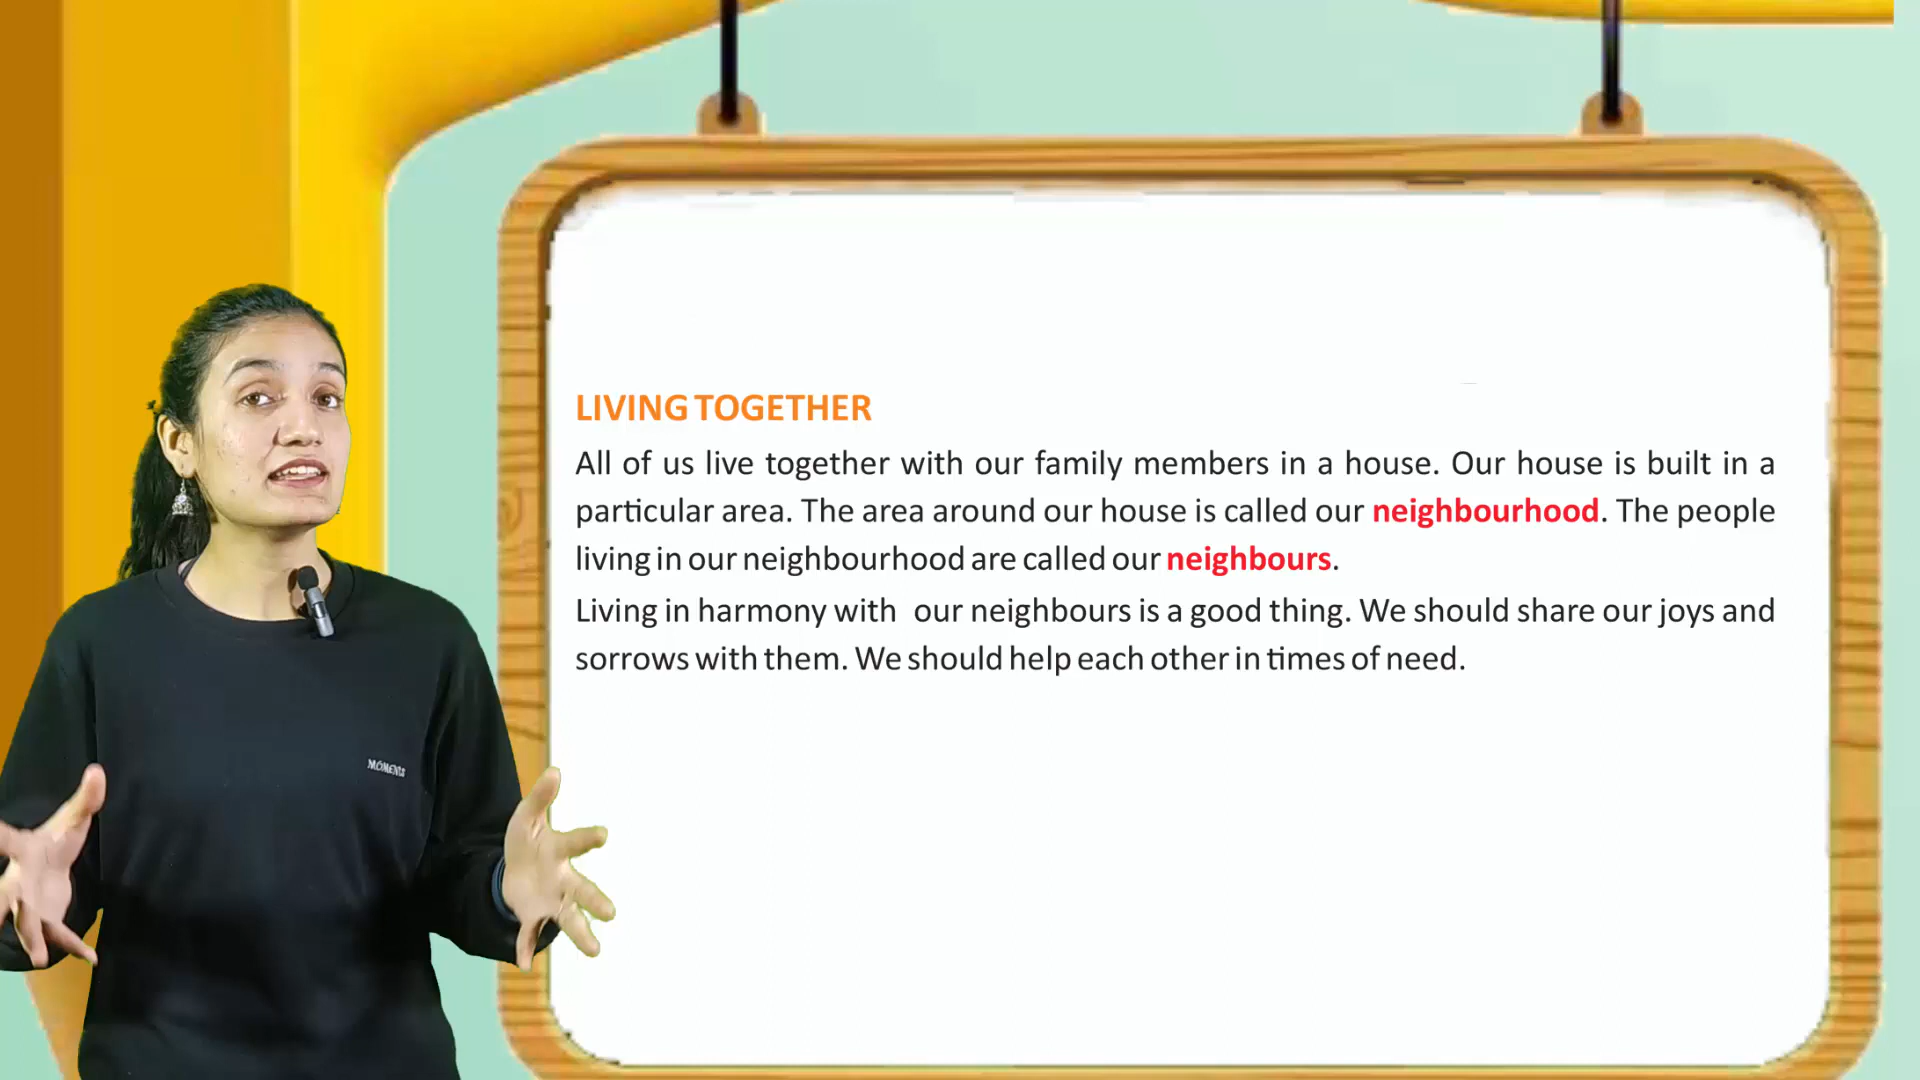 LIVING TOGETHER
All of us live together with our family members in a house. Our house is built in a
particular area. The area around our house is called our neighbourhood. The people
living in our neighbourhood are called our neighbours.
Living in harmony with our neighbours is a good thing. We should share our joys and
sorrows with them. We should help each other in times of need.
MOMENTS